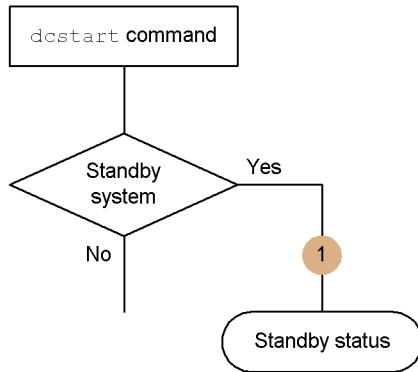 dcstart command
Standby
system
Yes
No
1
Standby status